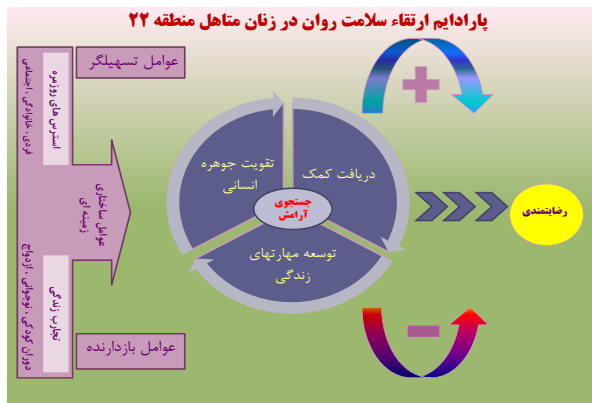 پارادایم ارتقاء سلامت روان در زنان متاهل منطقه ۲۲
عوامل تسهیلگر
استرس های روزمره
فردی، خانوادگی، اجتماعی
عوامل ساختاری
زمینه ای
تجارب زندگی
دوران کودکی، نوجوانی، ازدواج
عوامل بازدارنده
دریافت کمک
تقویت جوهره
انسانی
جستجوی
آرامش
توسعه مهارتهای
زندگی
رضایتمندی